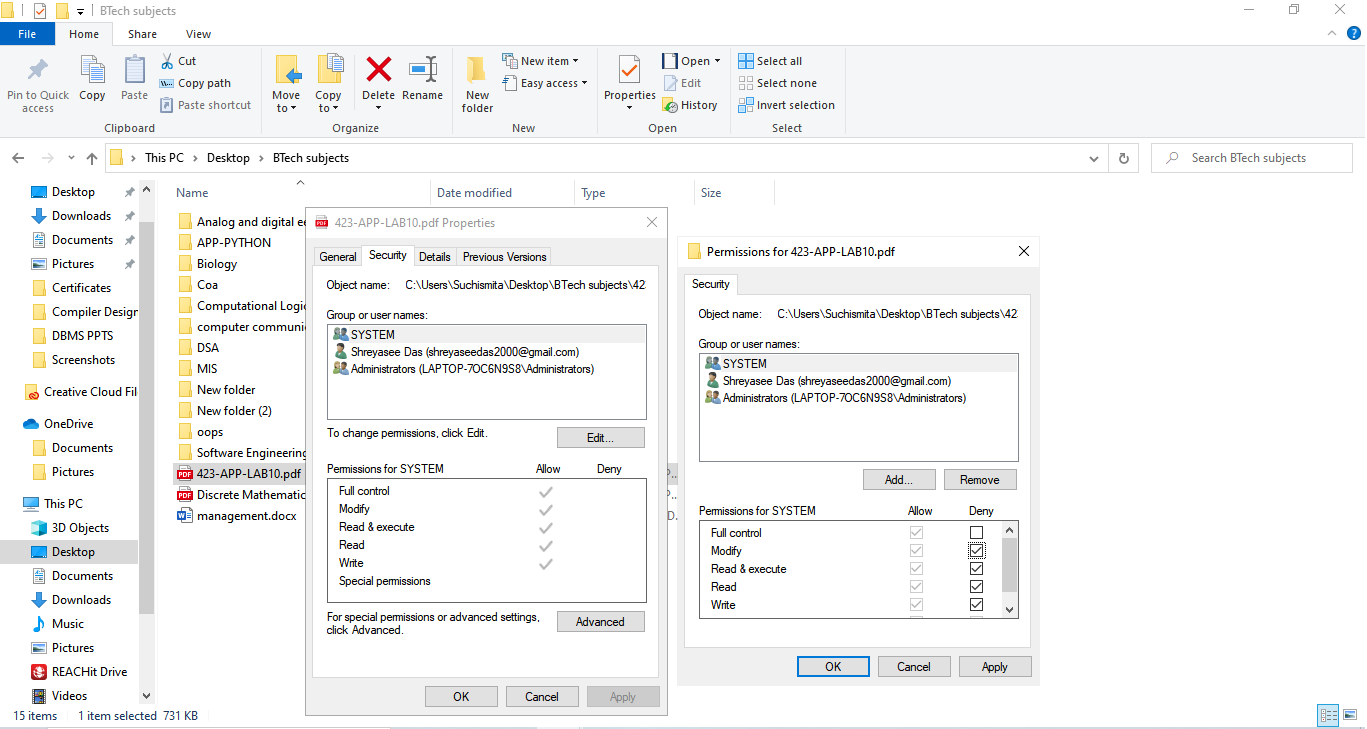 BTech subjects
File Home Share View
Pin to Quick access
Copy
Paste
Cut
Copy path
Paste shortcut
Clipboard
Move to
Copy to
Delete
Rename
Organize
New folder
New item
Easy access
New
Properties
Open
Edit
History
Open
Select all
Select none
Invert selection
Select
This PC > Desktop > BTech subjects
Search BTech subjects
Desktop
Downloads
Documents
Pictures
Certificates
Compiler Design
DBMS PPTS
Screenshots
Creative Cloud Fil
OneDrive
Documents
Pictures
This PC
3D Objects
Desktop
Documents
Downloads
Music
Pictures
REACHit Drive
Videos
Name Date modified Type Size
Analog and digital ee
APP-PYTHON
Biology
Coa
Computational Logic
computer communi
DSA
MIS
New folder
New folder (2)
oops
Software Engineering
PDF 423-APP-LAB10.pdf
PDF Discrete Mathematic
management.docx
PDF 423-APP-LAB10.pdf Properties
General Security Details Previous Versions
Object name: C:\Users\Suchismita\Desktop\BTech subjects\42
Group or user names:
SYSTEM
Shreyasee Das (shreyaseedas2000@gmail.com)
Administrators (LAPTOP-7OC6N9S8\Administrators)
To change permissions, click Edit. Edit...
Permissions for SYSTEM Allow Deny
Full control
Modify
Read & execute
Read
Write
Special permissions
For special permissions or advanced settings, click Advanced.
Advanced
OK Cancel Apply
Permissions for 423-APP-LAB10.pdf
Security
Object name: C:\Users\Suchismita\Desktop\BTech subjects\42
Group or user names:
SYSTEM
Shreyasee Das (shreyaseedas2000@gmail.com)
Administrators (LAPTOP-7OC6N9S8\Administrators)
Add... Remove
Permissions for SYSTEM Allow Deny
Full control
Modify
Read & execute
Read
Write
OK Cancel Apply
15 items 1 item selected 731 KB